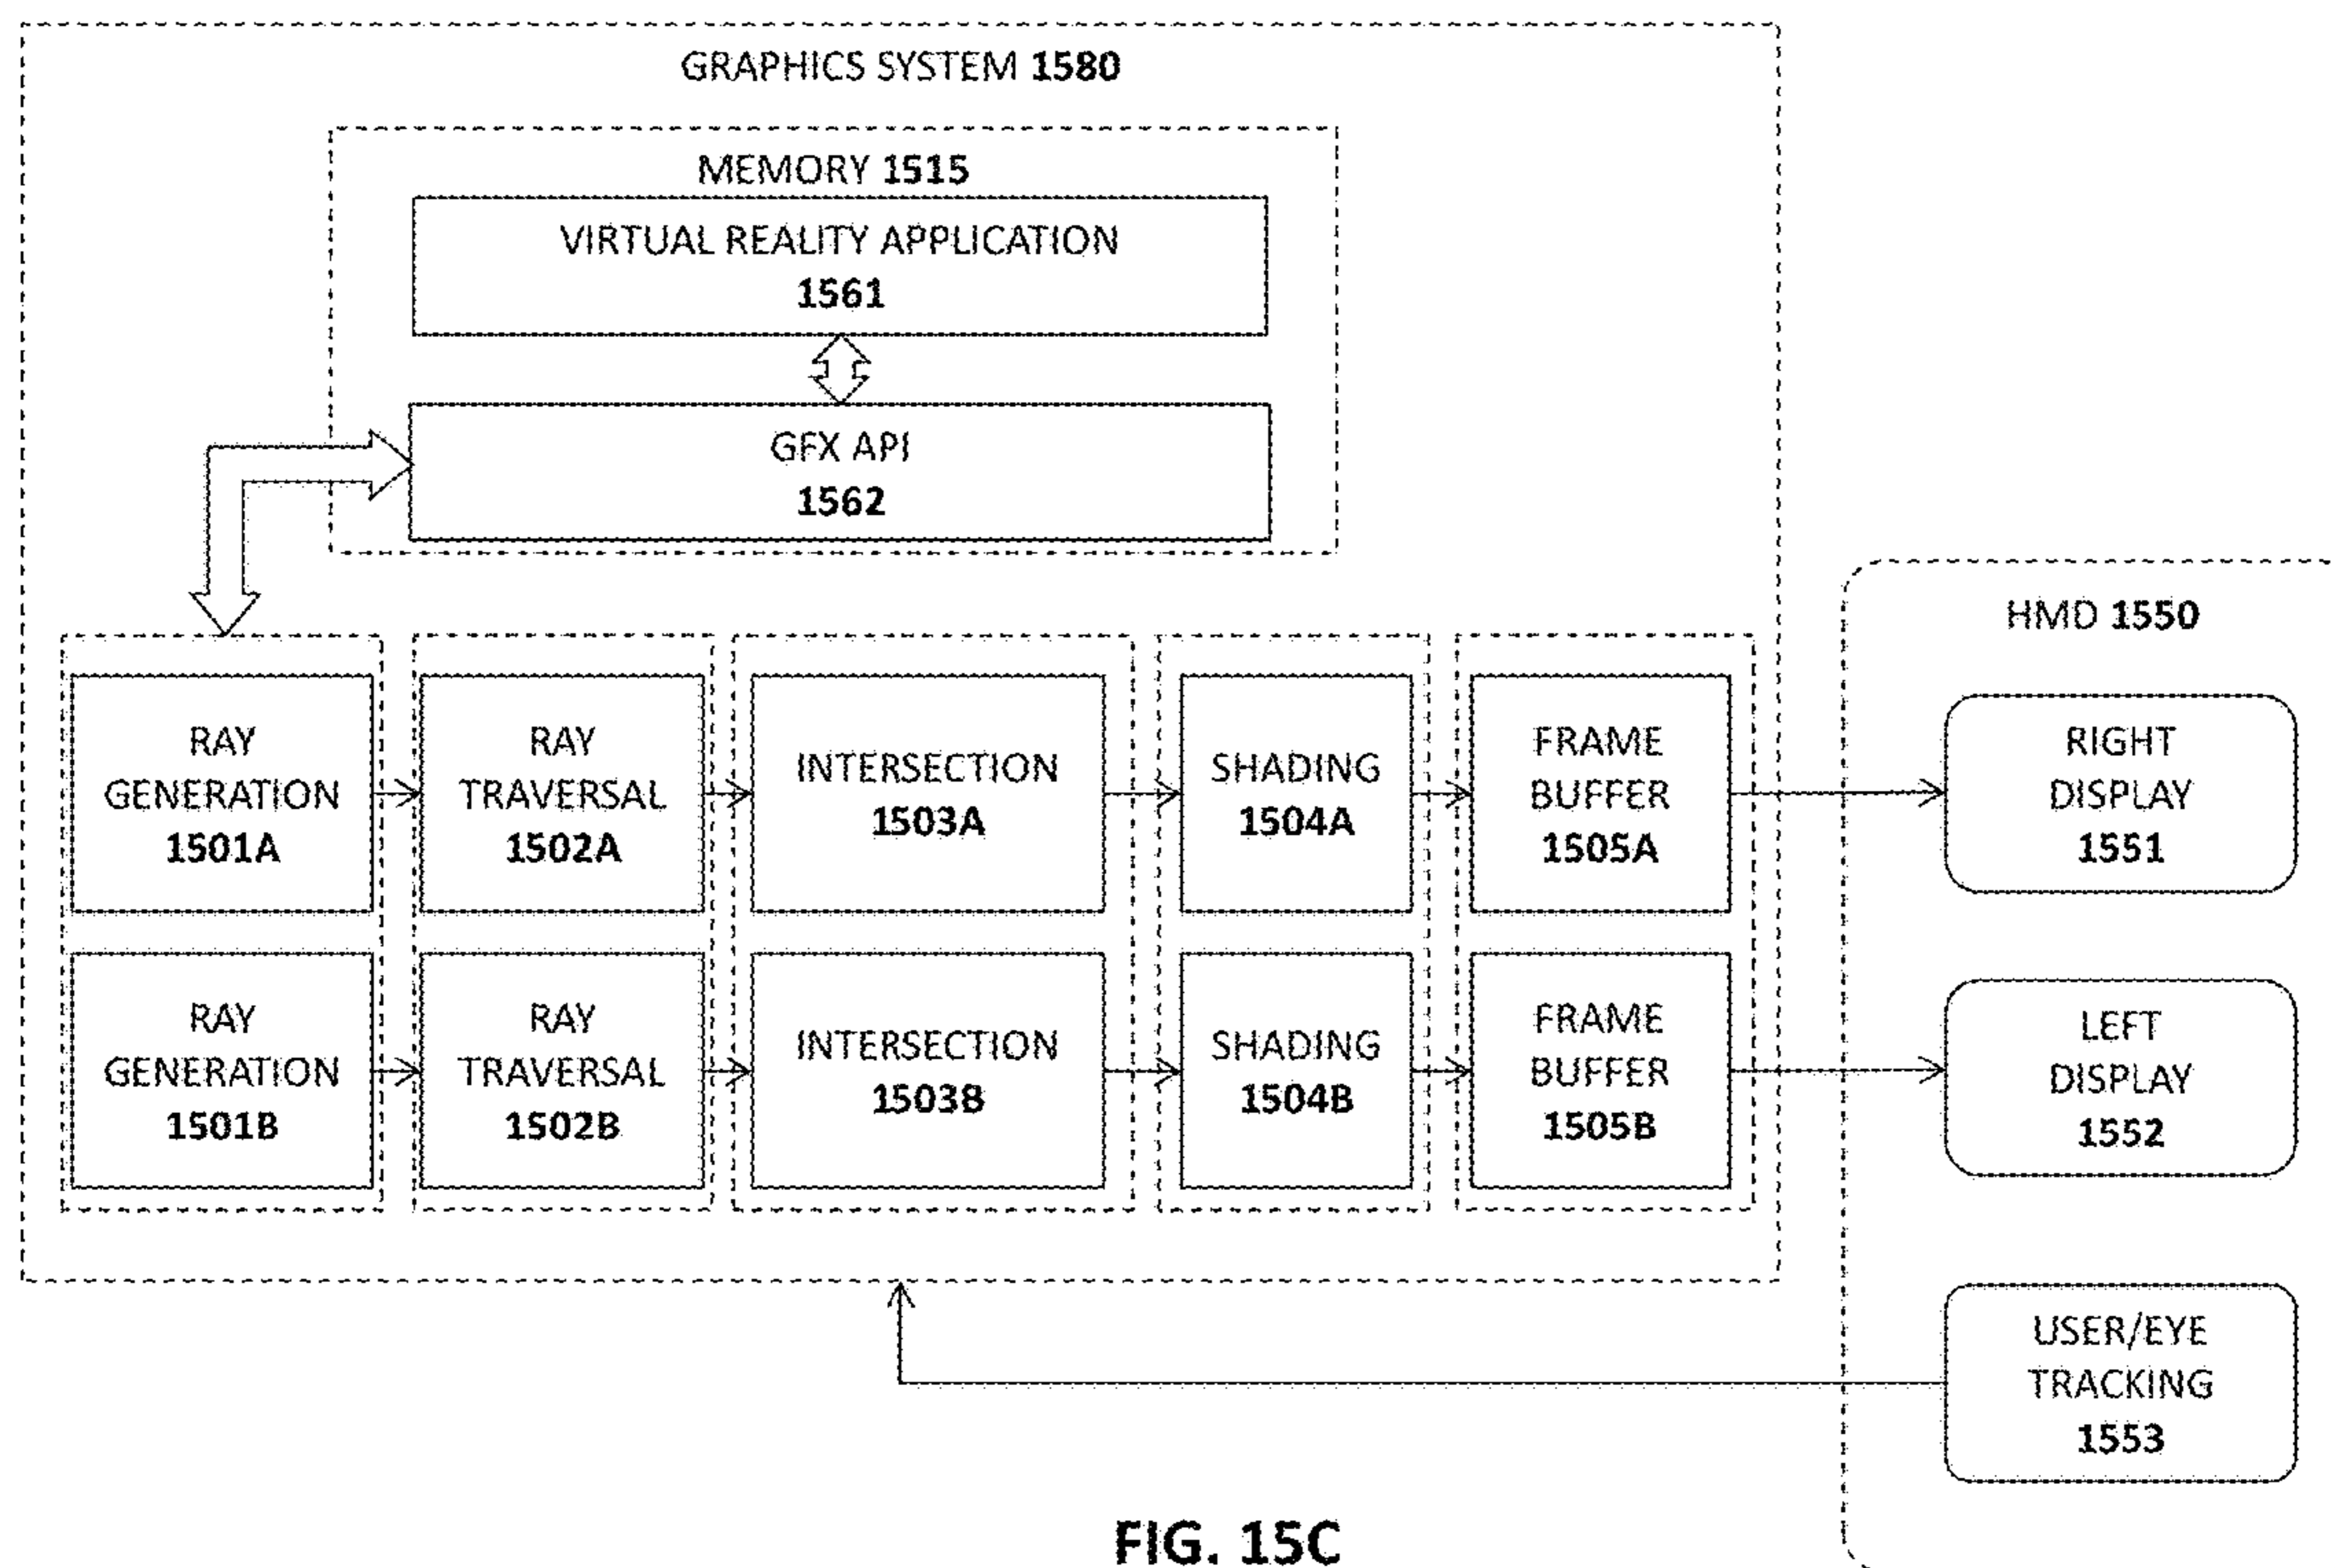 GRAPHICS SYSTEM 1580
MEMORY 1515
VIRTUAL REALITY APPLICATION
1561
GFX API
1562
HMD 1550
RAY
GENERATION
1501A
RAY
TRAVERSAL
1502A
INTERSECTION
1503A
SHADING
1504A
FRAME
BUFFER
1505A
RIGHT
DISPLAY
1551
RAY
GENERATION
1501B
RAY
TRAVERSAL
1502B
INTERSECTION
1503B
SHADING
1504B
FRAME
BUFFER
1505B
LEFT
DISPLAY
1552
USER/EYE
TRACKING
1553
FIG. 15C